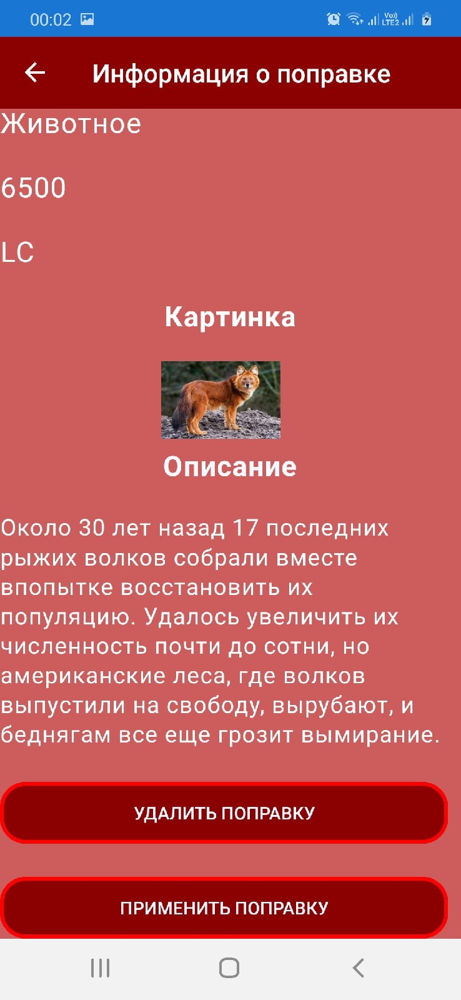 00:02
Vo))
LTE2
Информация о поправке
Животное
6500
LC
Картинка
Описание
Около 30 лет назад 17 последних
рыжих волков собрали вместе
впопытке восстановить их
популяцию. Удалось увеличить их
численность почти до сотни, но
американские леса, где волков
выпустили на свободу, вырубают, и
беднягам все еще грозит вымирание.
УДАЛИТЬ ПОПРАВКУ
ПРИМЕНИТЬ ПОПРАВКУ